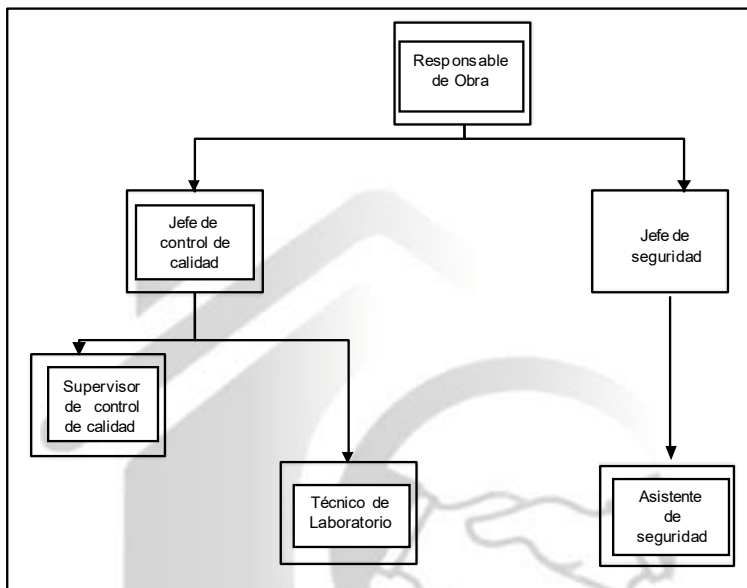 Responsable
de Obra
Jefe de
control de
calidad
Jefe de
seguridad
Supervisor
de control
de calidad
Técnico de
Laboratorio
Asistente
de
seguridad